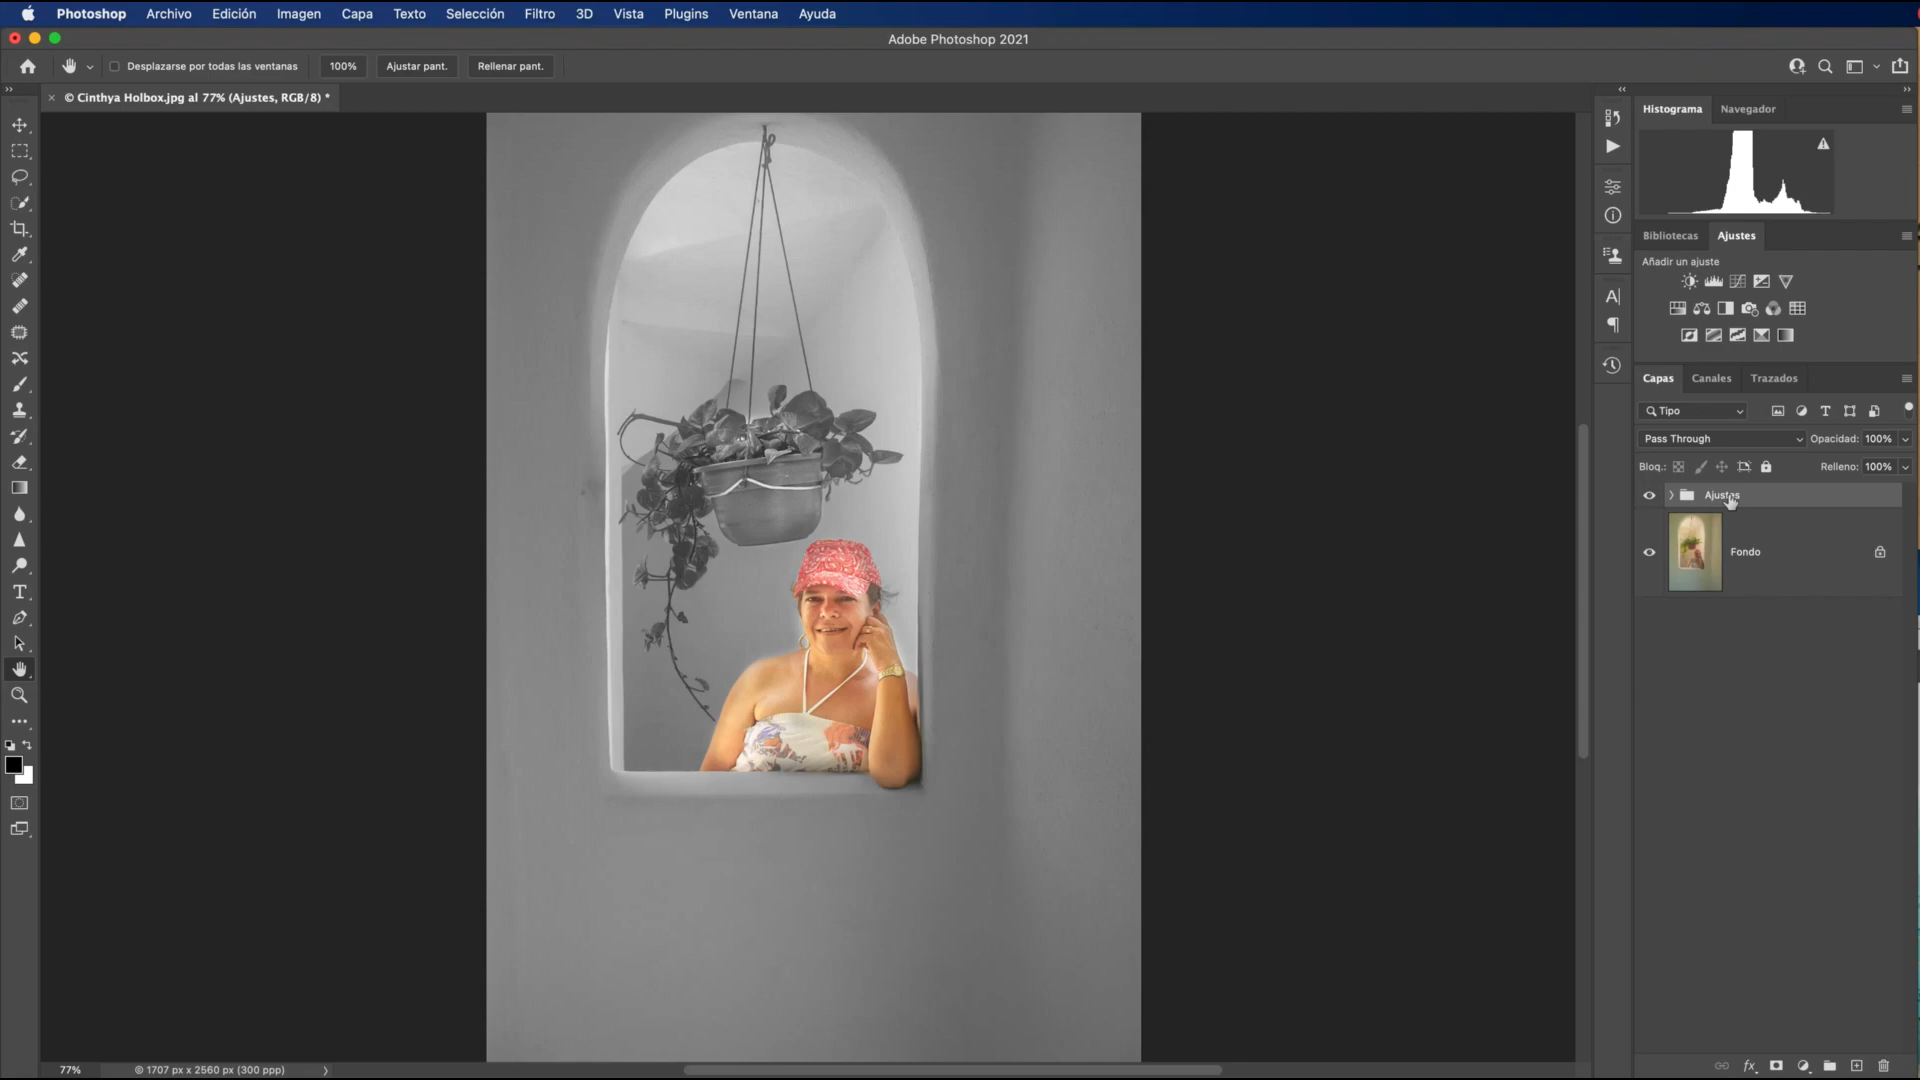 Photoshop Archivo Edición Imagen Capa Texto Selección Filtro 3D Vista Plugins Ventana Ayuda
Adobe Photoshop 2021
Desplazarse por todas las ventanas 100% Ajustar pant. Rellenar pant.
× © Cinthya Holbox.jpg al 77% (Ajustes, RGB/8) *
Histograma Navegador
Bibliotecas Ajustes
Añadir un ajuste
Capas Canales Trazados
Tipo
Pass Through Opacidad: 100%
Bloq.: Relleno: 100%
Ajustes
Fondo
77% © 1707 px x 2560 px (300 ppp)